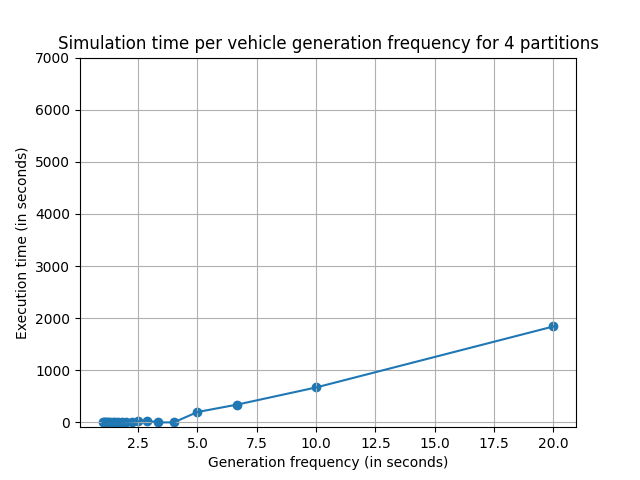 Simulation time per vehicle generation frequency for 4 partitions
7000
6000
5000
4000
3000
2000
1000
0
Execution time (in seconds)
2.5 5.0 7.5 10.0 12.5 15.0 17.5 20.0
Generation frequency (in seconds)